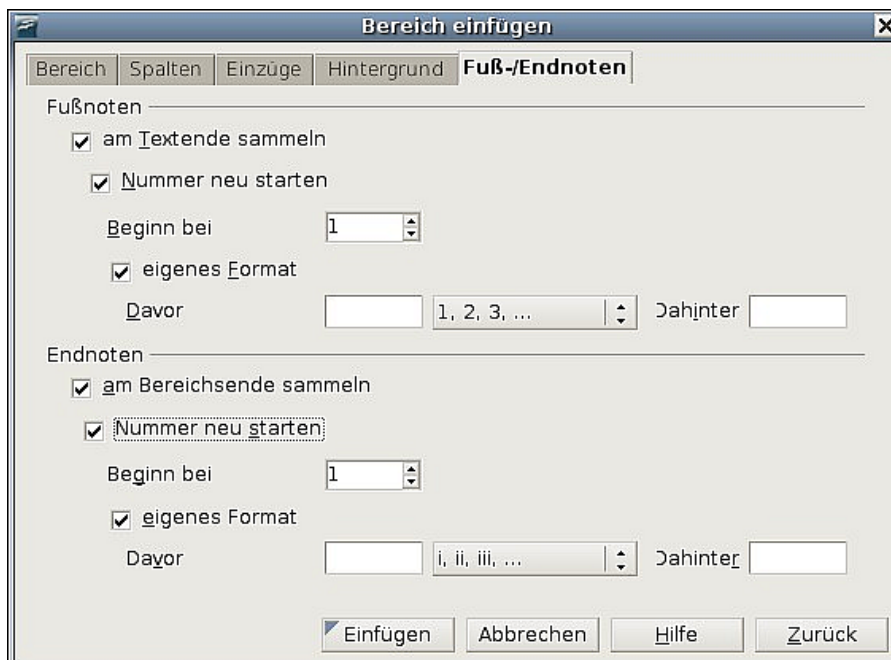 Bereich einfügen
Bereich Spalten Einzüge Hintergrund Fuß-/Endnoten
Fußnoten
am Textende sammeln
Nummer neu starten
Beginn bei 1
eigenes Format
Davor 1, 2, 3, ... Dahinter
Endnoten
am Bereichsende sammeln
Nummer neu starten
Beginn bei 1
eigenes Format
Davor i, ii, iii, ... Dahinter
Einfügen Abbrechen Hilfe Zurück